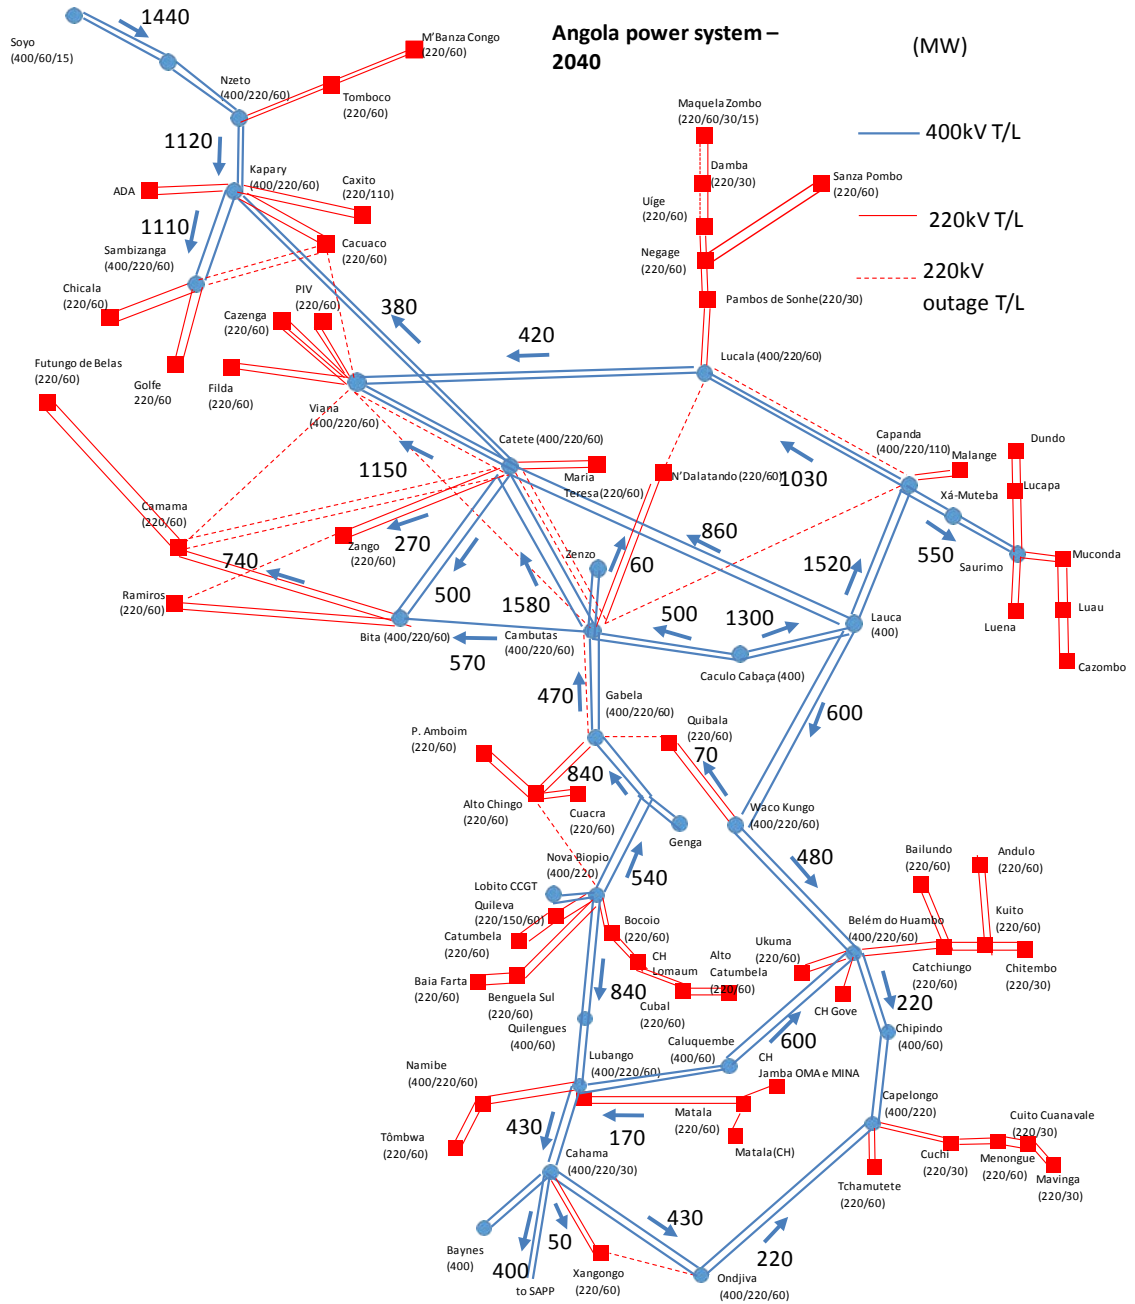 1440
Soyo
(400/60/15)
Angola power system –
2040
(MW)
M'Banza Congo
(220/60)
Nzeto
(400/220/60)
Tomboco
(220/60)
Maquela Zombo
(220/60/30/15)
400kV T/L
1120
Kapary
(400/220/60)
ADA
Caxito
(220/110)
Damba
(220/30)
Sanza Pombo
(220/60)
Uíge
(220/60)
220kV T/L
1110
Sambizanga
(400/220/60)
Cacuaco
(220/60)
Negage
(220/60)
220kV
outage T/L
Chicala
(220/60)
PIV
(220/60)
Cazenga
(220/60)
Pambos de Sonhe(220/30)
380
420
Futungo de Belas
(220/60)
Golfe
220/60
Filda
(220/60)
Viana
(400/220/60)
Lucala (400/220/60)
Catete (400/220/60)
Capanda
(400/220/110)
Malange
Dundo
1150
Maria
Teresa(220/60)
N'Dalatando (220/60)
1030
Xá-Muteba
Lucapa
Camama
(220/60)
Zango
(220/60)
270
Zenzo
60
860
1520
550
Saurimo
Muconda
740
Ramiros
(220/60)
500
1580
500
1300
Lauca
(400)
Luena
Luau
Bita (400/220/60)
Cambutas
(400/220/60)
570
Caculo Cabaça (400)
Cazombo
470
Gabela
(400/220/60)
Quibala
(220/60)
600
P. Amboim
(220/60)
70
840
Alto Chingo
(220/60)
Cuacra
(220/60)
Genga
Waco Kungo
(400/220/60)
Nova Biopio
(400/220)
540
480
Bailundo
(220/60)
Andulo
(220/60)
Lobito CCGT
Quileva
(220/150/60)
Catumbela
(220/60)
Bocoio
(220/60)
CH
Lomaum
Alto
Catumbela
(220/60)
Ukuma
(220/60)
Belém do Huambo
(400/220/60)
Kuito
(220/60)
Catchiungo
(220/60)
Chitembo
(220/30)
Baia Farta
(220/60)
Benguela Sul
(220/60)
840
Cubal
(220/60)
CH Gove
220
Quilengues
(400/60)
Caluquembe
(400/60)
600
Chipindo
(400/60)
Namibe
(400/220/60)
Lubango
(400/220/60)
CH
Jamba OMA e MINA
Capelongo
(400/220)
Tômbwa
(220/60)
430
170
Matala
(220/60)
Matala(CH)
Cuito Cuanavale
(220/30)
Cuchi
(220/30)
Menongue
(220/60)
Mavinga
(220/30)
Cahama
(400/220/30)
Tchamutete
(220/60)
430
220
Baynes
(400)
400
50
to SAPP
Xangongo
(220/60)
Ondjiva
(400/220/60)